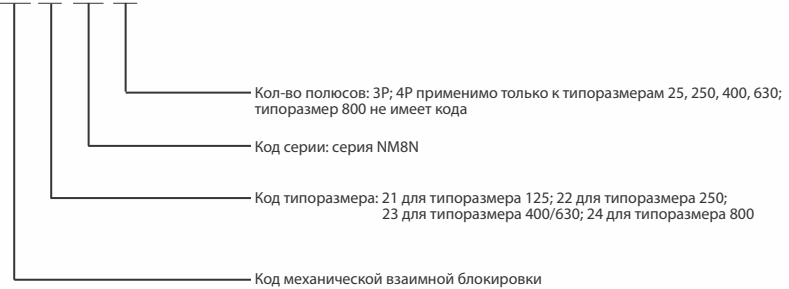 Кол-во полюсов: 3P; 4P применимо только к типоразмерам 25, 250, 400, 630;
типоразмер 800 не имеет кода
Код серии: серия NM8N
Код типоразмера: 21 для типоразмера 125; 22 для типоразмера 250;
23 для типоразмера 400/630; 24 для типоразмера 800
Код механической взаимной блокировки